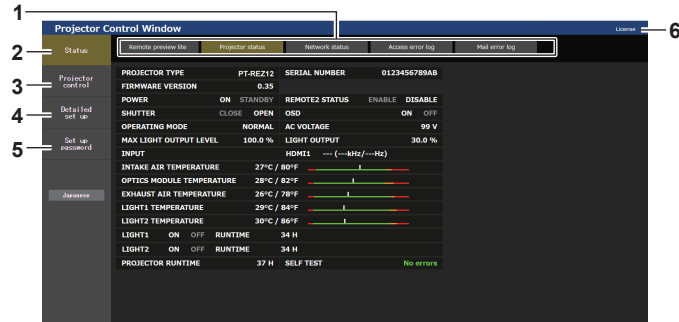 1
Projector Control Window
License
6
2
Status
Remote preview lite
Projector status
Network status
Access error log
Mail error log
3
Projector
control
4
Detailed
set up
5
Set up
password
Japanese
PROJECTOR TYPE PT-REZ12 SERIAL NUMBER 0123456789AB
FIRMWARE VERSION 0.35
POWER ON STANDBY REMOTE2 STATUS ENABLE DISABLE
SHUTTER CLOSE OPEN OSD ON OFF
OPERATING MODE NORMAL AC VOLTAGE 99 V
MAX LIGHT OUTPUT LEVEL 100.0 % LIGHT OUTPUT 30.0 %
INPUT HDMI1 --- (---kHz/---Hz)
INTAKE AIR TEMPERATURE 27°C / 80°F
OPTICS MODULE TEMPERATURE 28°C / 82°F
EXHAUST AIR TEMPERATURE 26°C / 78°F
LIGHT1 TEMPERATURE 29°C / 84°F
LIGHT2 TEMPERATURE 30°C / 86°F
LIGHT1 ON OFF RUNTIME 34 H
LIGHT2 ON OFF RUNTIME 34 H
PROJECTOR RUNTIME 37 H SELF TEST No errors